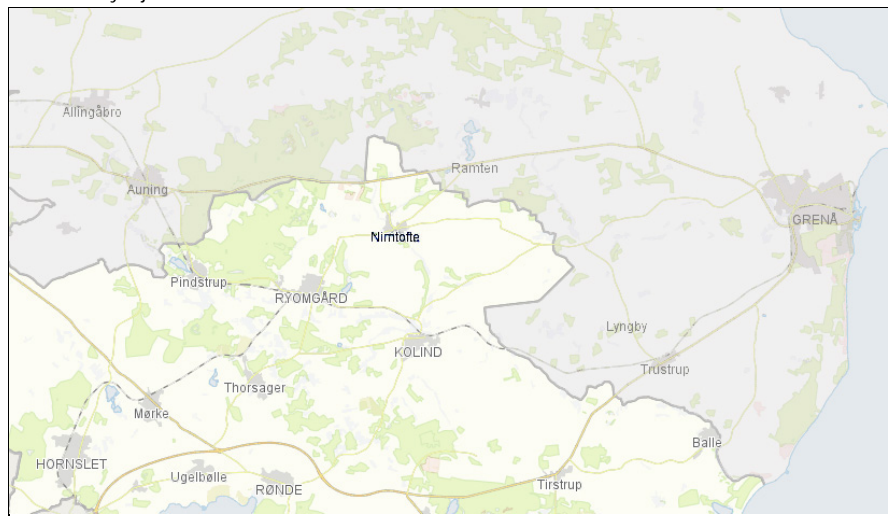 Allingåbro
Ramten
Auning
GRENÅ
Nimtofte
Pindstrup
RYOMGÅRD
Lyngby
KOLIND
Trustrup
Thorsager
Mørke
Balle
HORNSLET
Ugelbølle
Tirstrup
RØNDE